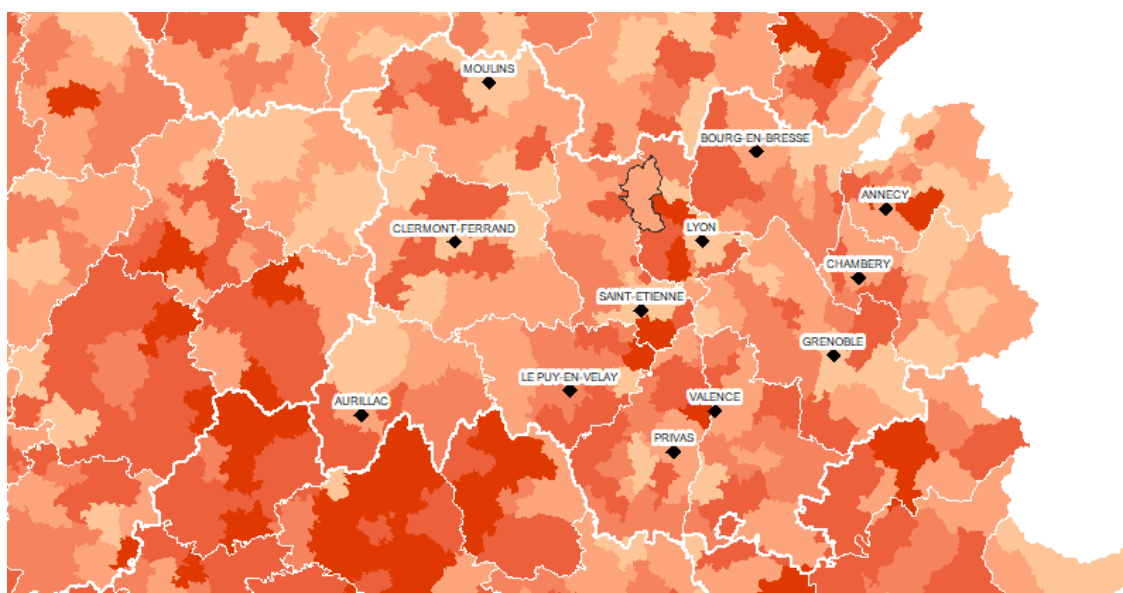 MOULINS
BOURG-EN-BRESSE
ANNECY
CLERMONT-FERRAND
LYON
CHAMBERY
SAINT-ETIENNE
GRENOBLE
LE PUY-EN-VELAY
AURILLAC
VALENCE
PRIVAS